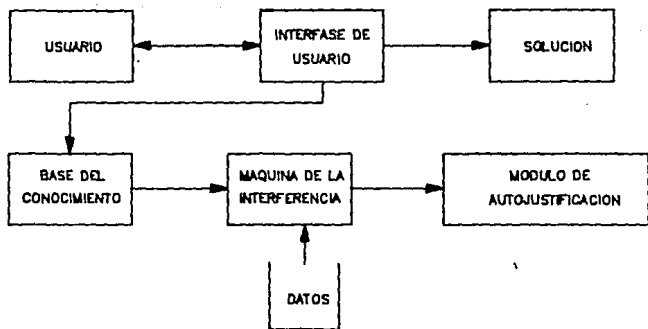 USUARIO
INTERFASE DE
USUARIO
SOLUCION
BASE DEL
CONOCIMIENTO
MAQUINA DE LA
INTERFERENCIA
MODULO DE
AUTOJUSTIFICACION
DATOS